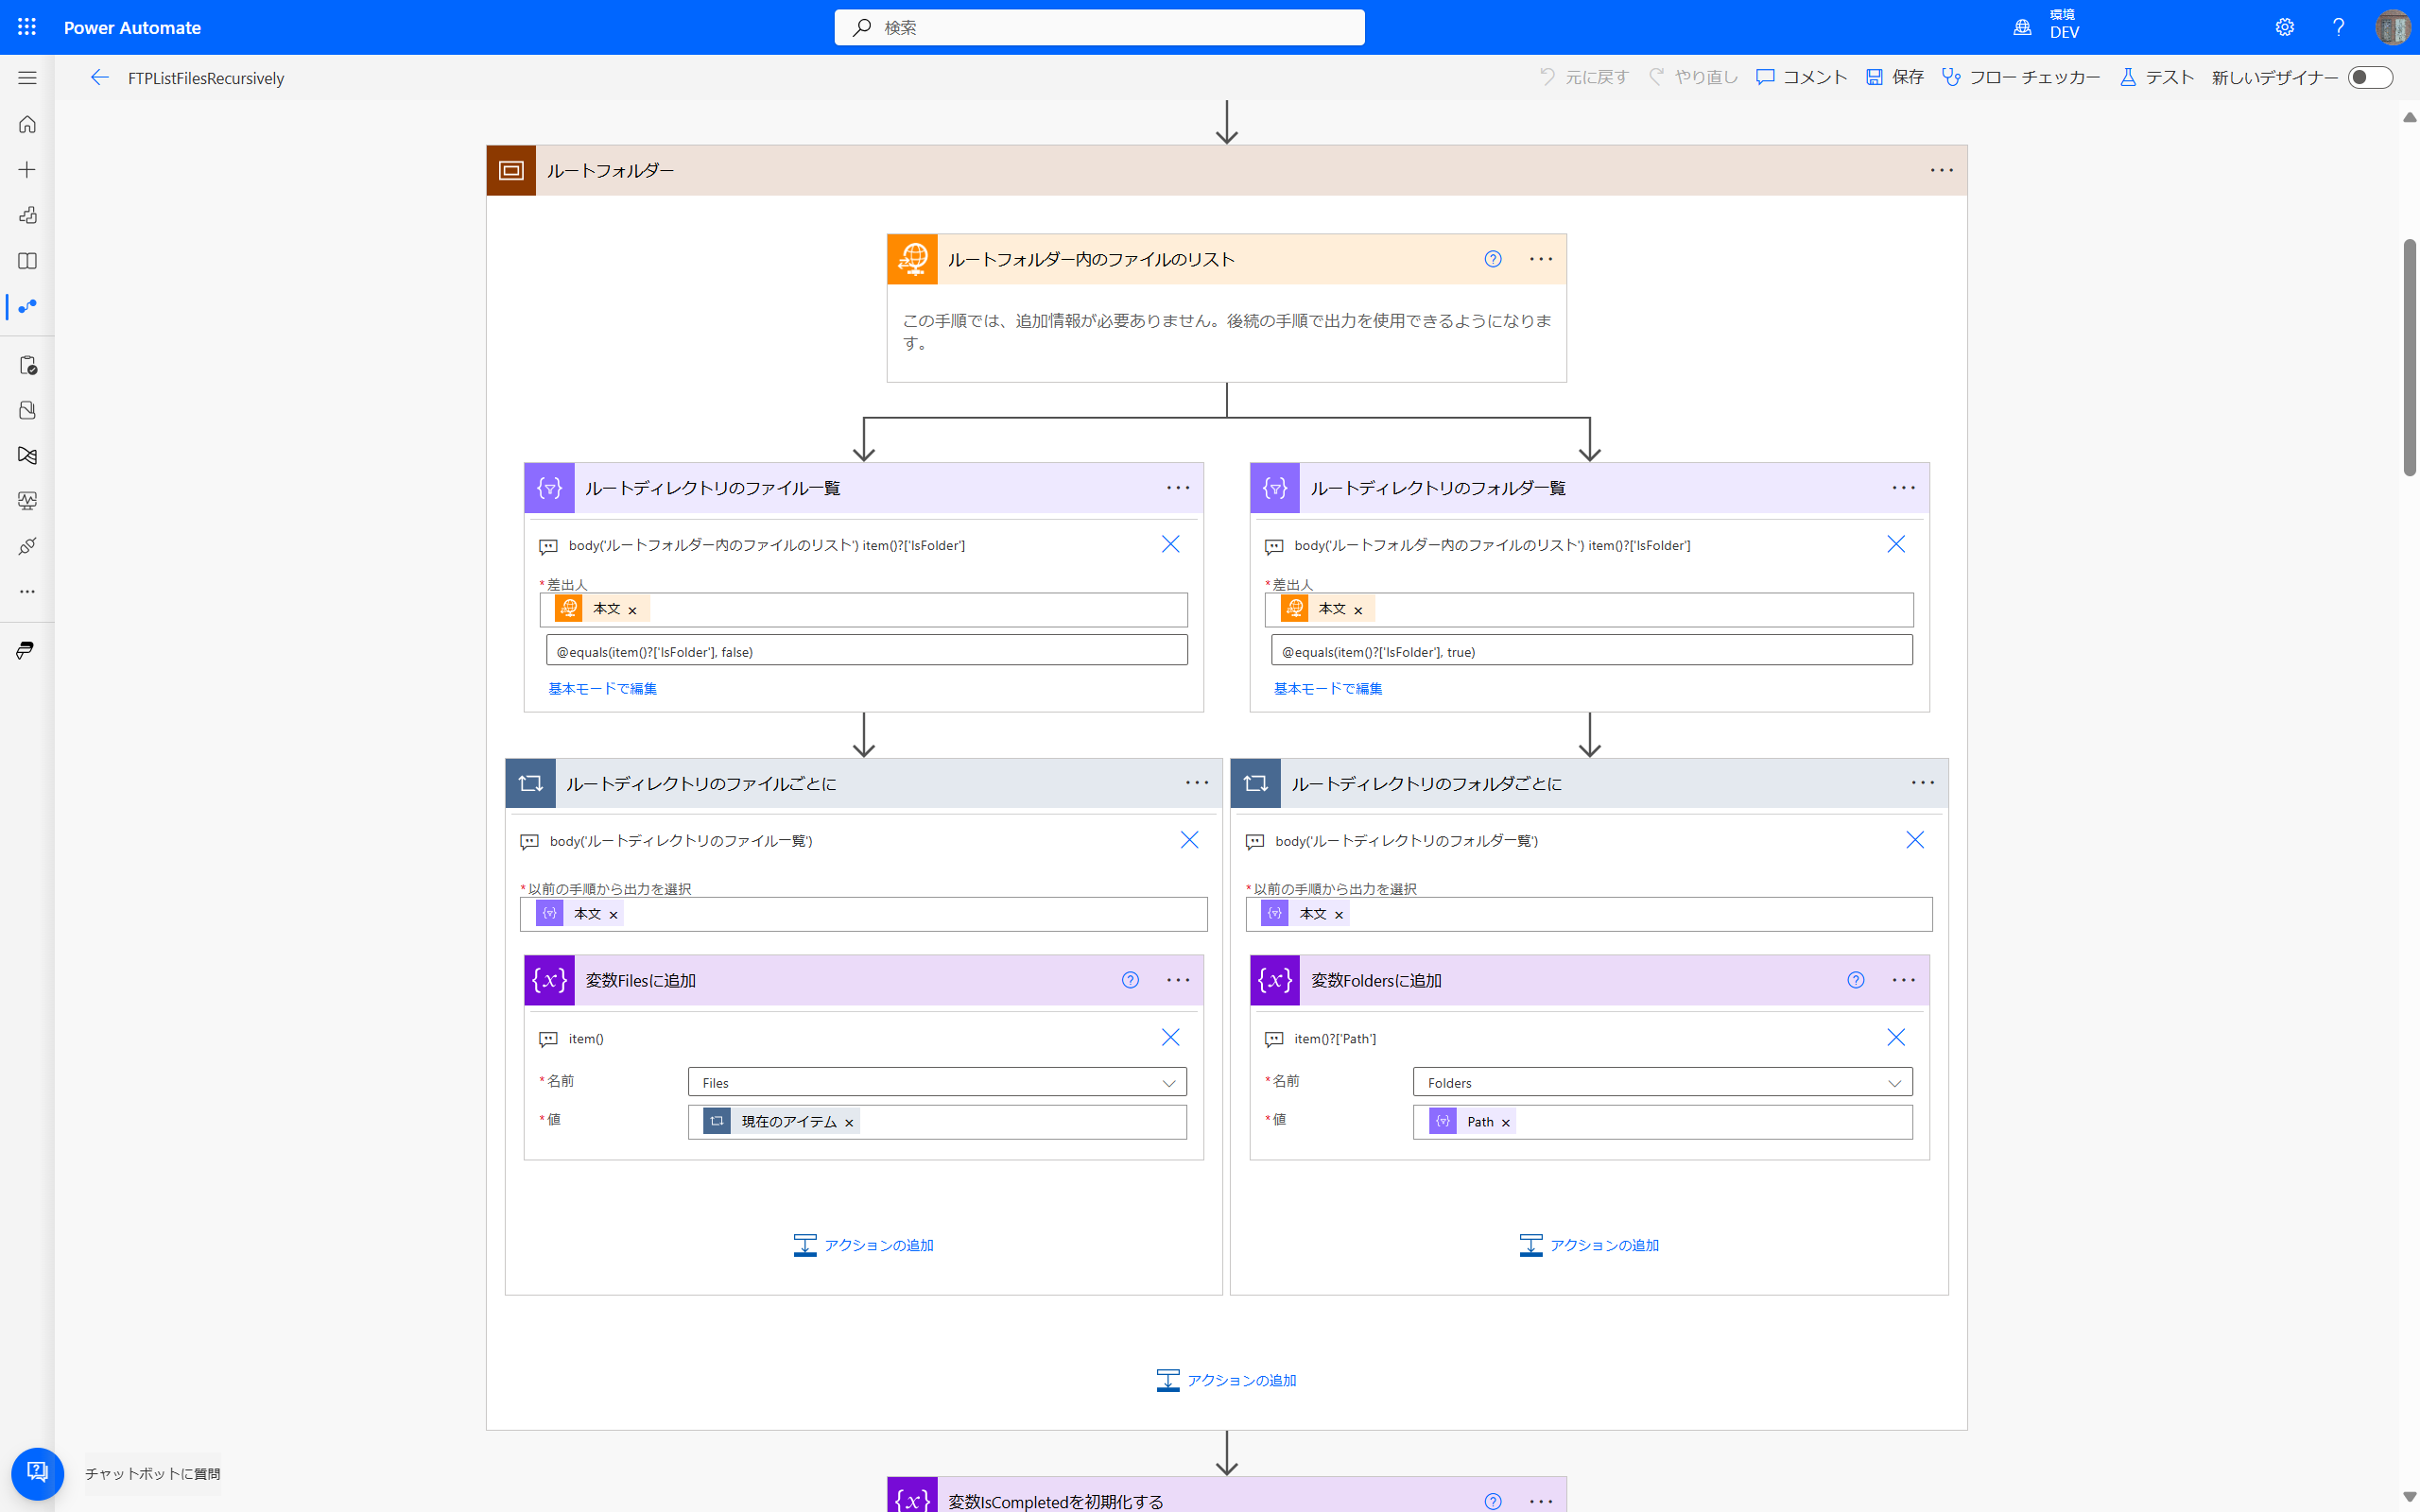 Power Automate
検索
環境
DEV
FTPListFilesRecursively
元に戻す やり直し コメント 保存 フロー チェッカー テスト 新しいデザイナー
ルートフォルダー
ルートフォルダー内のファイルのリスト
この手順では、追加情報が必要ありません。後続の手順で出力を使用できるようになりま
す。
ルートディレクトリのファイル一覧
body('ルートフォルダー内のファイルのリスト') item()?['IsFolder']
*差出人
本文
@equals(item()?['IsFolder'], false)
基本モードで編集
ルートディレクトリのフォルダ一覧
body('ルートフォルダー内のファイルのリスト') item()?['IsFolder']
*差出人
本文
@equals(item()?['IsFolder'], true)
基本モードで編集
ルートディレクトリのファイルごとに
body('ルートディレクトリのファイル一覧')
*以前の手順から出力を選択
本文
変数Filesに追加
item()
*名前
Files
*値
現在のアイテム
アクションの追加
ルートディレクトリのフォルダごとに
body('ルートディレクトリのフォルダ一覧')
*以前の手順から出力を選択
本文
変数Foldersに追加
item()?['Path']
*名前
Folders
*値
Path
アクションの追加
アクションの追加
変数IsCompletedを初期化する
チャットボットに質問